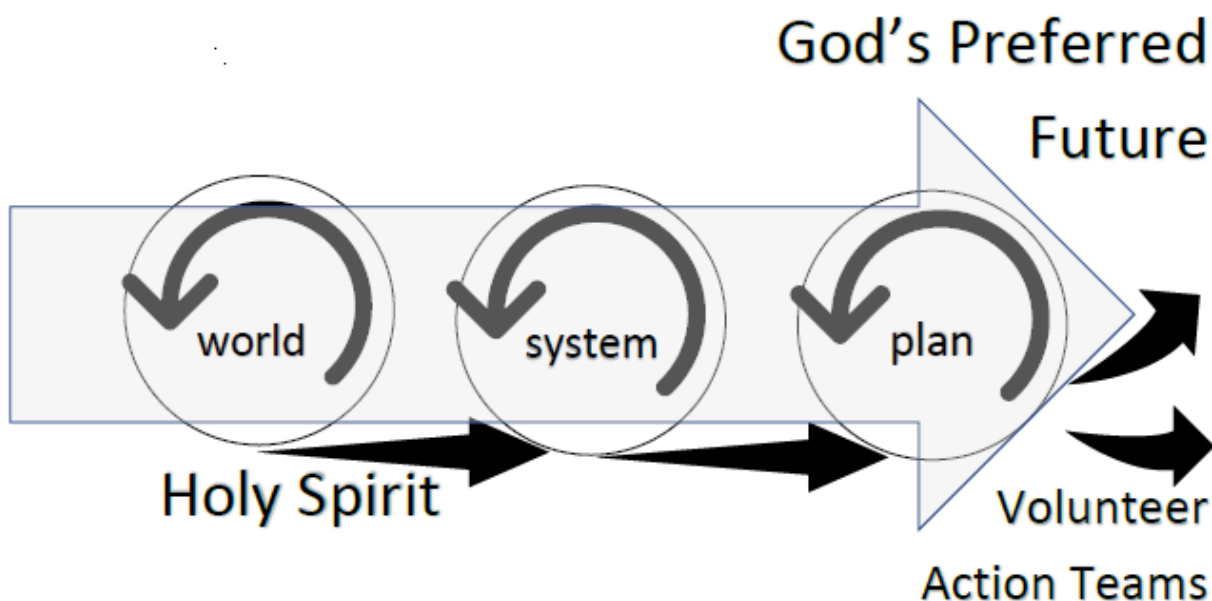 God’s Preferred
Future
world
system
plan
Holy Spirit
Volunteer
Action Teams